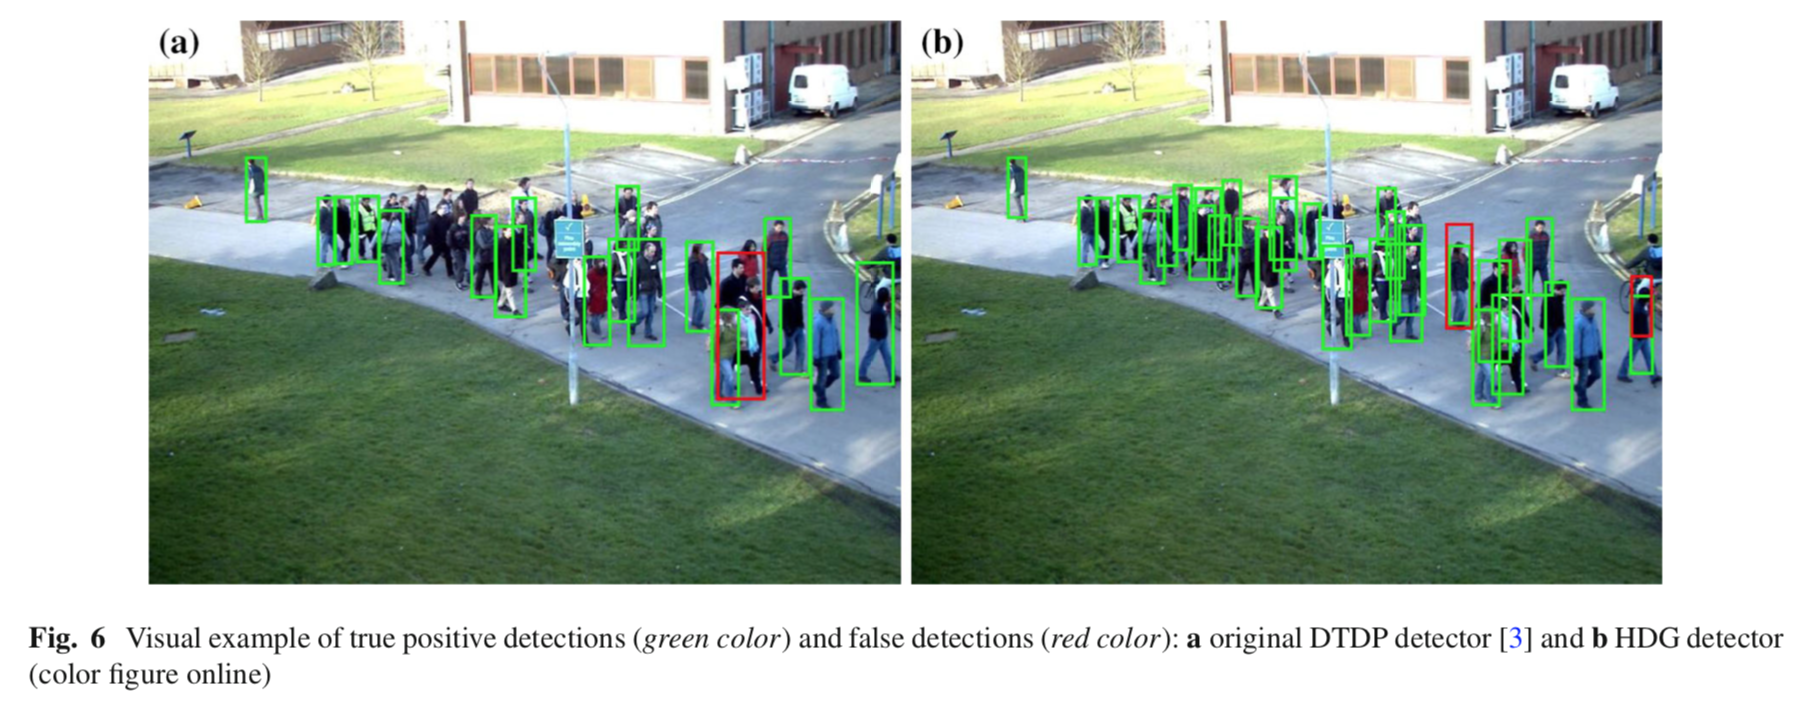 (a) (b)
Fig. 6 Visual example of true positive detections (green color) and false detections (red color): a original DTDP detector [3] and b HDG detector
(color figure online)